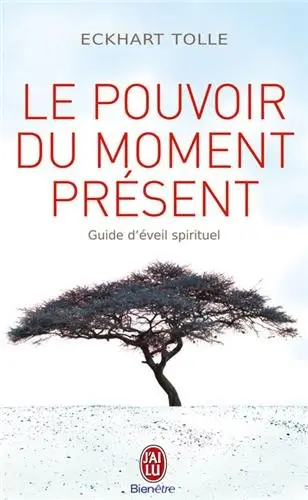 ECKHART TOLLE
LE POUVOIR
DU MOMENT
PRÉSENT
Guide d'éveil spirituel
J'AI
LU
Bienêtre